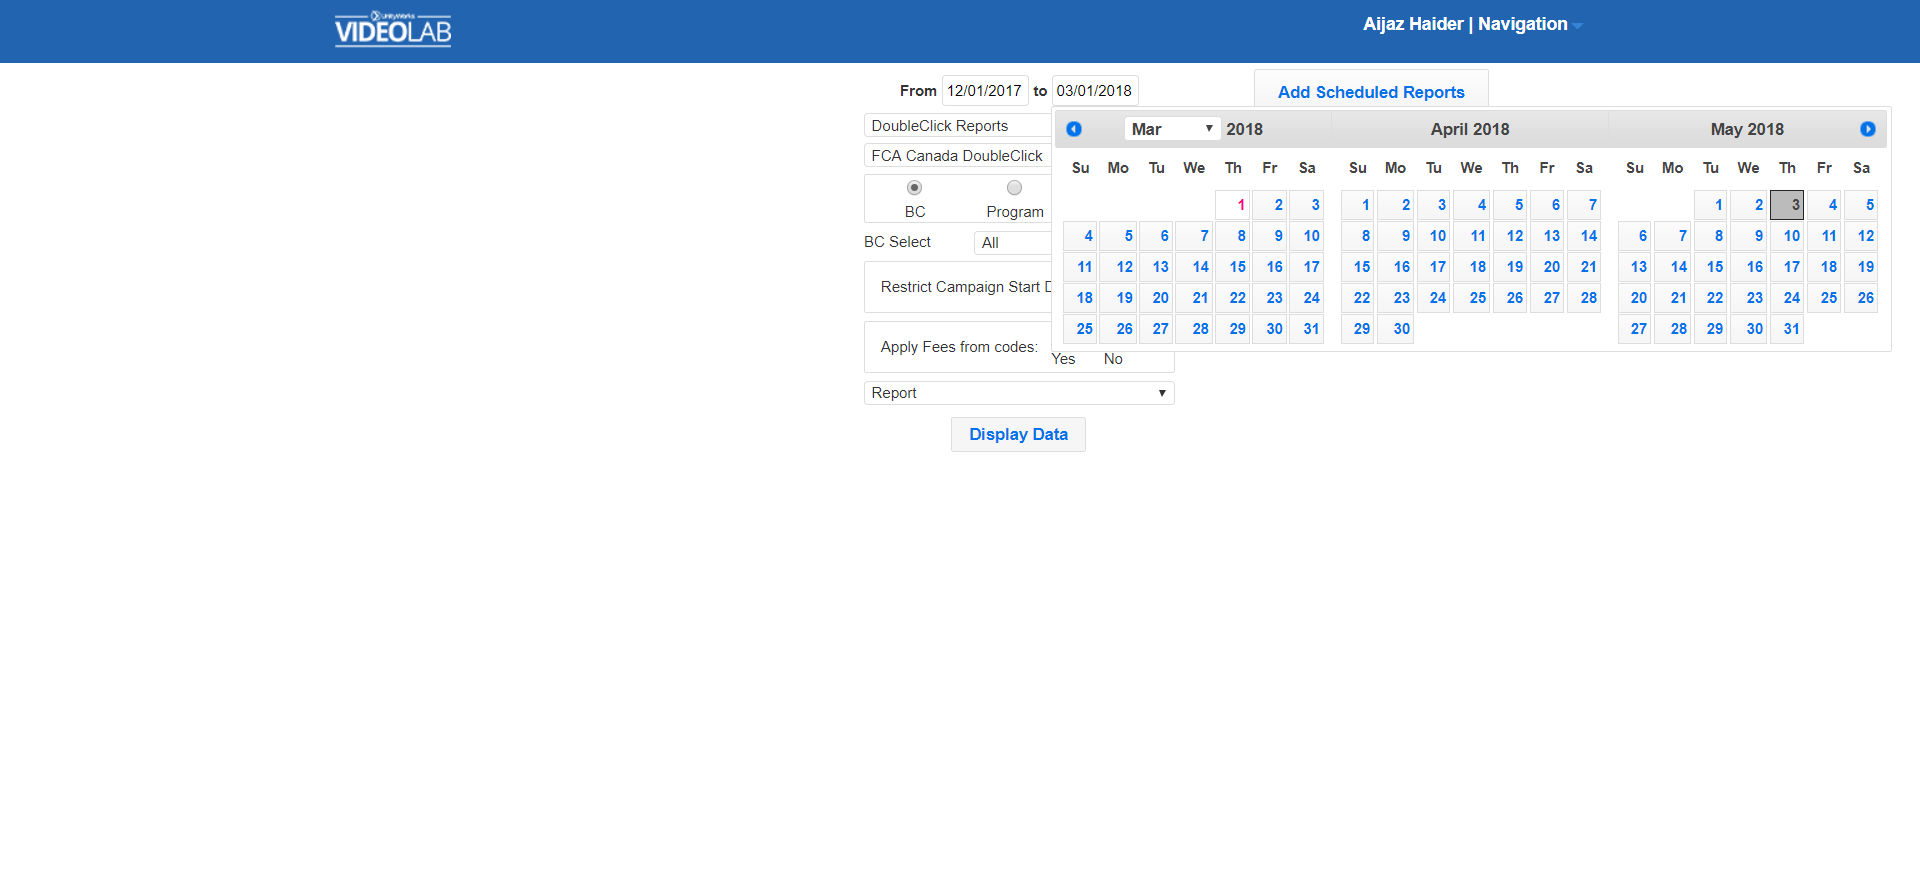 UnityWorks
VIDEOLAB
Aijaz Haider | Navigation
From 12/01/2017 to 03/01/2018
Add Scheduled Reports
DoubleClick Reports
FCA Canada DoubleClick
BC Program
BC Select All
Restrict Campaign Start D
Apply Fees from codes:
Yes No
Report
Display Data
Mar 2018
Su Mo Tu We Th Fr Sa
1 2 3
4 5 6 7 8 9 10
11 12 13 14 15 16 17
18 19 20 21 22 23 24
25 26 27 28 29 30 31
April 2018
Su Mo Tu We Th Fr Sa
1 2 3 4 5 6 7
8 9 10 11 12 13 14
15 16 17 18 19 20 21
22 23 24 25 26 27 28
29 30
May 2018
Su Mo Tu We Th Fr Sa
1 2 3 4 5
6 7 8 9 10 11 12
13 14 15 16 17 18 19
20 21 22 23 24 25 26
27 28 29 30 31